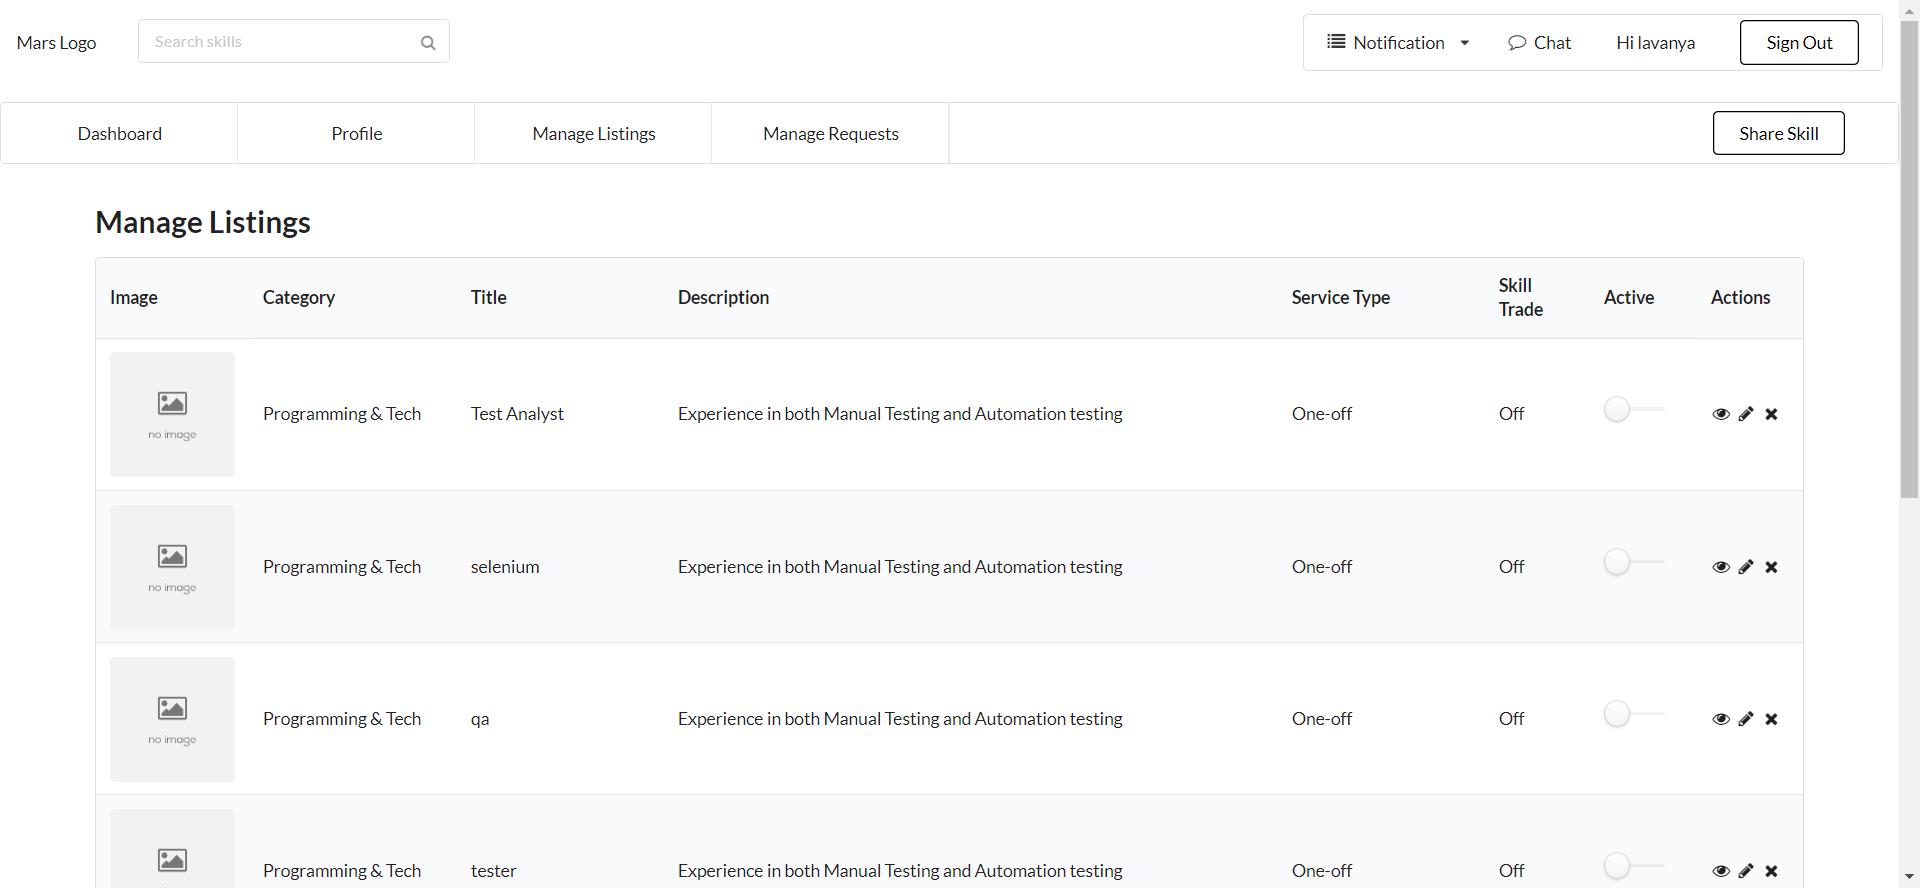 Mars Logo
Search skills
Notification
Chat
Hi lavanya
Sign Out
Dashboard
Profile
Manage Listings
Manage Requests
Share Skill
Manage Listings
Image
Category
Title
Description
Service Type
Skill
Trade
Active
Actions
no image
Programming & Tech
Test Analyst
Experience in both Manual Testing and Automation testing
One-off
Off
no image
Programming & Tech
selenium
Experience in both Manual Testing and Automation testing
One-off
Off
no image
Programming & Tech
qa
Experience in both Manual Testing and Automation testing
One-off
Off
Programming & Tech
tester
Experience in both Manual Testing and Automation testing
One-off
Off